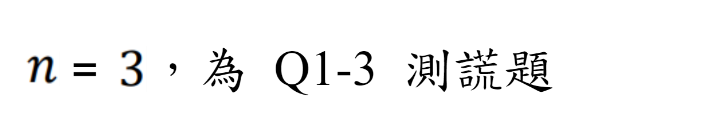 n = 3，為 Q1-3 測謊題